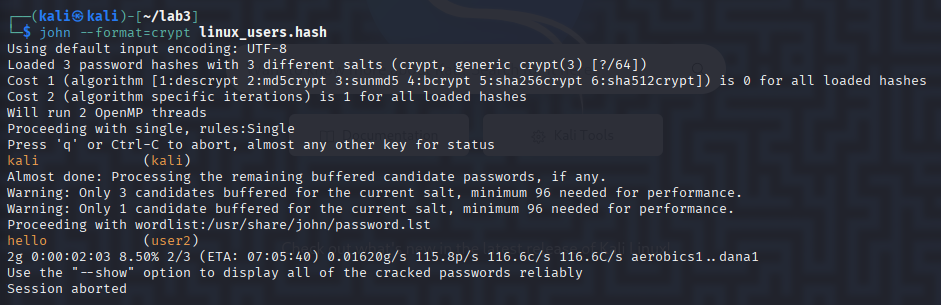 ┌──(kali㉿kali)-[~/lab3]
└─$ john --format=crypt linux_users.hash
Using default input encoding: UTF-8
Loaded 3 password hashes with 3 different salts (crypt, generic crypt(3) [?/64])
Cost 1 (algorithm [1:descrypt 2:md5crypt 3:sunmd5 4:bcrypt 5:sha256crypt 6:sha512crypt]) is 0 for all loaded hashes
Cost 2 (algorithm specific iterations) is 1 for all loaded hashes
Will run 2 OpenMP threads
Proceeding with single, rules:Single
Press 'q' or Ctrl-C to abort, almost any other key for status
kali             (kali)
Almost done: Processing the remaining buffered candidate passwords, if any.
Warning: Only 3 candidates buffered for the current salt, minimum 96 needed for performance.
Warning: Only 1 candidate buffered for the current salt, minimum 96 needed for performance.
Proceeding with wordlist:/usr/share/john/password.lst
hello            (user2)
2g 0:00:02:03 8.50% 2/3 (ETA: 07:05:40) 0.01620g/s 115.8p/s 116.6c/s 116.6C/s aerobics1..dana1
Use the "--show" option to display all of the cracked passwords reliably
Session aborted
Kali Tools